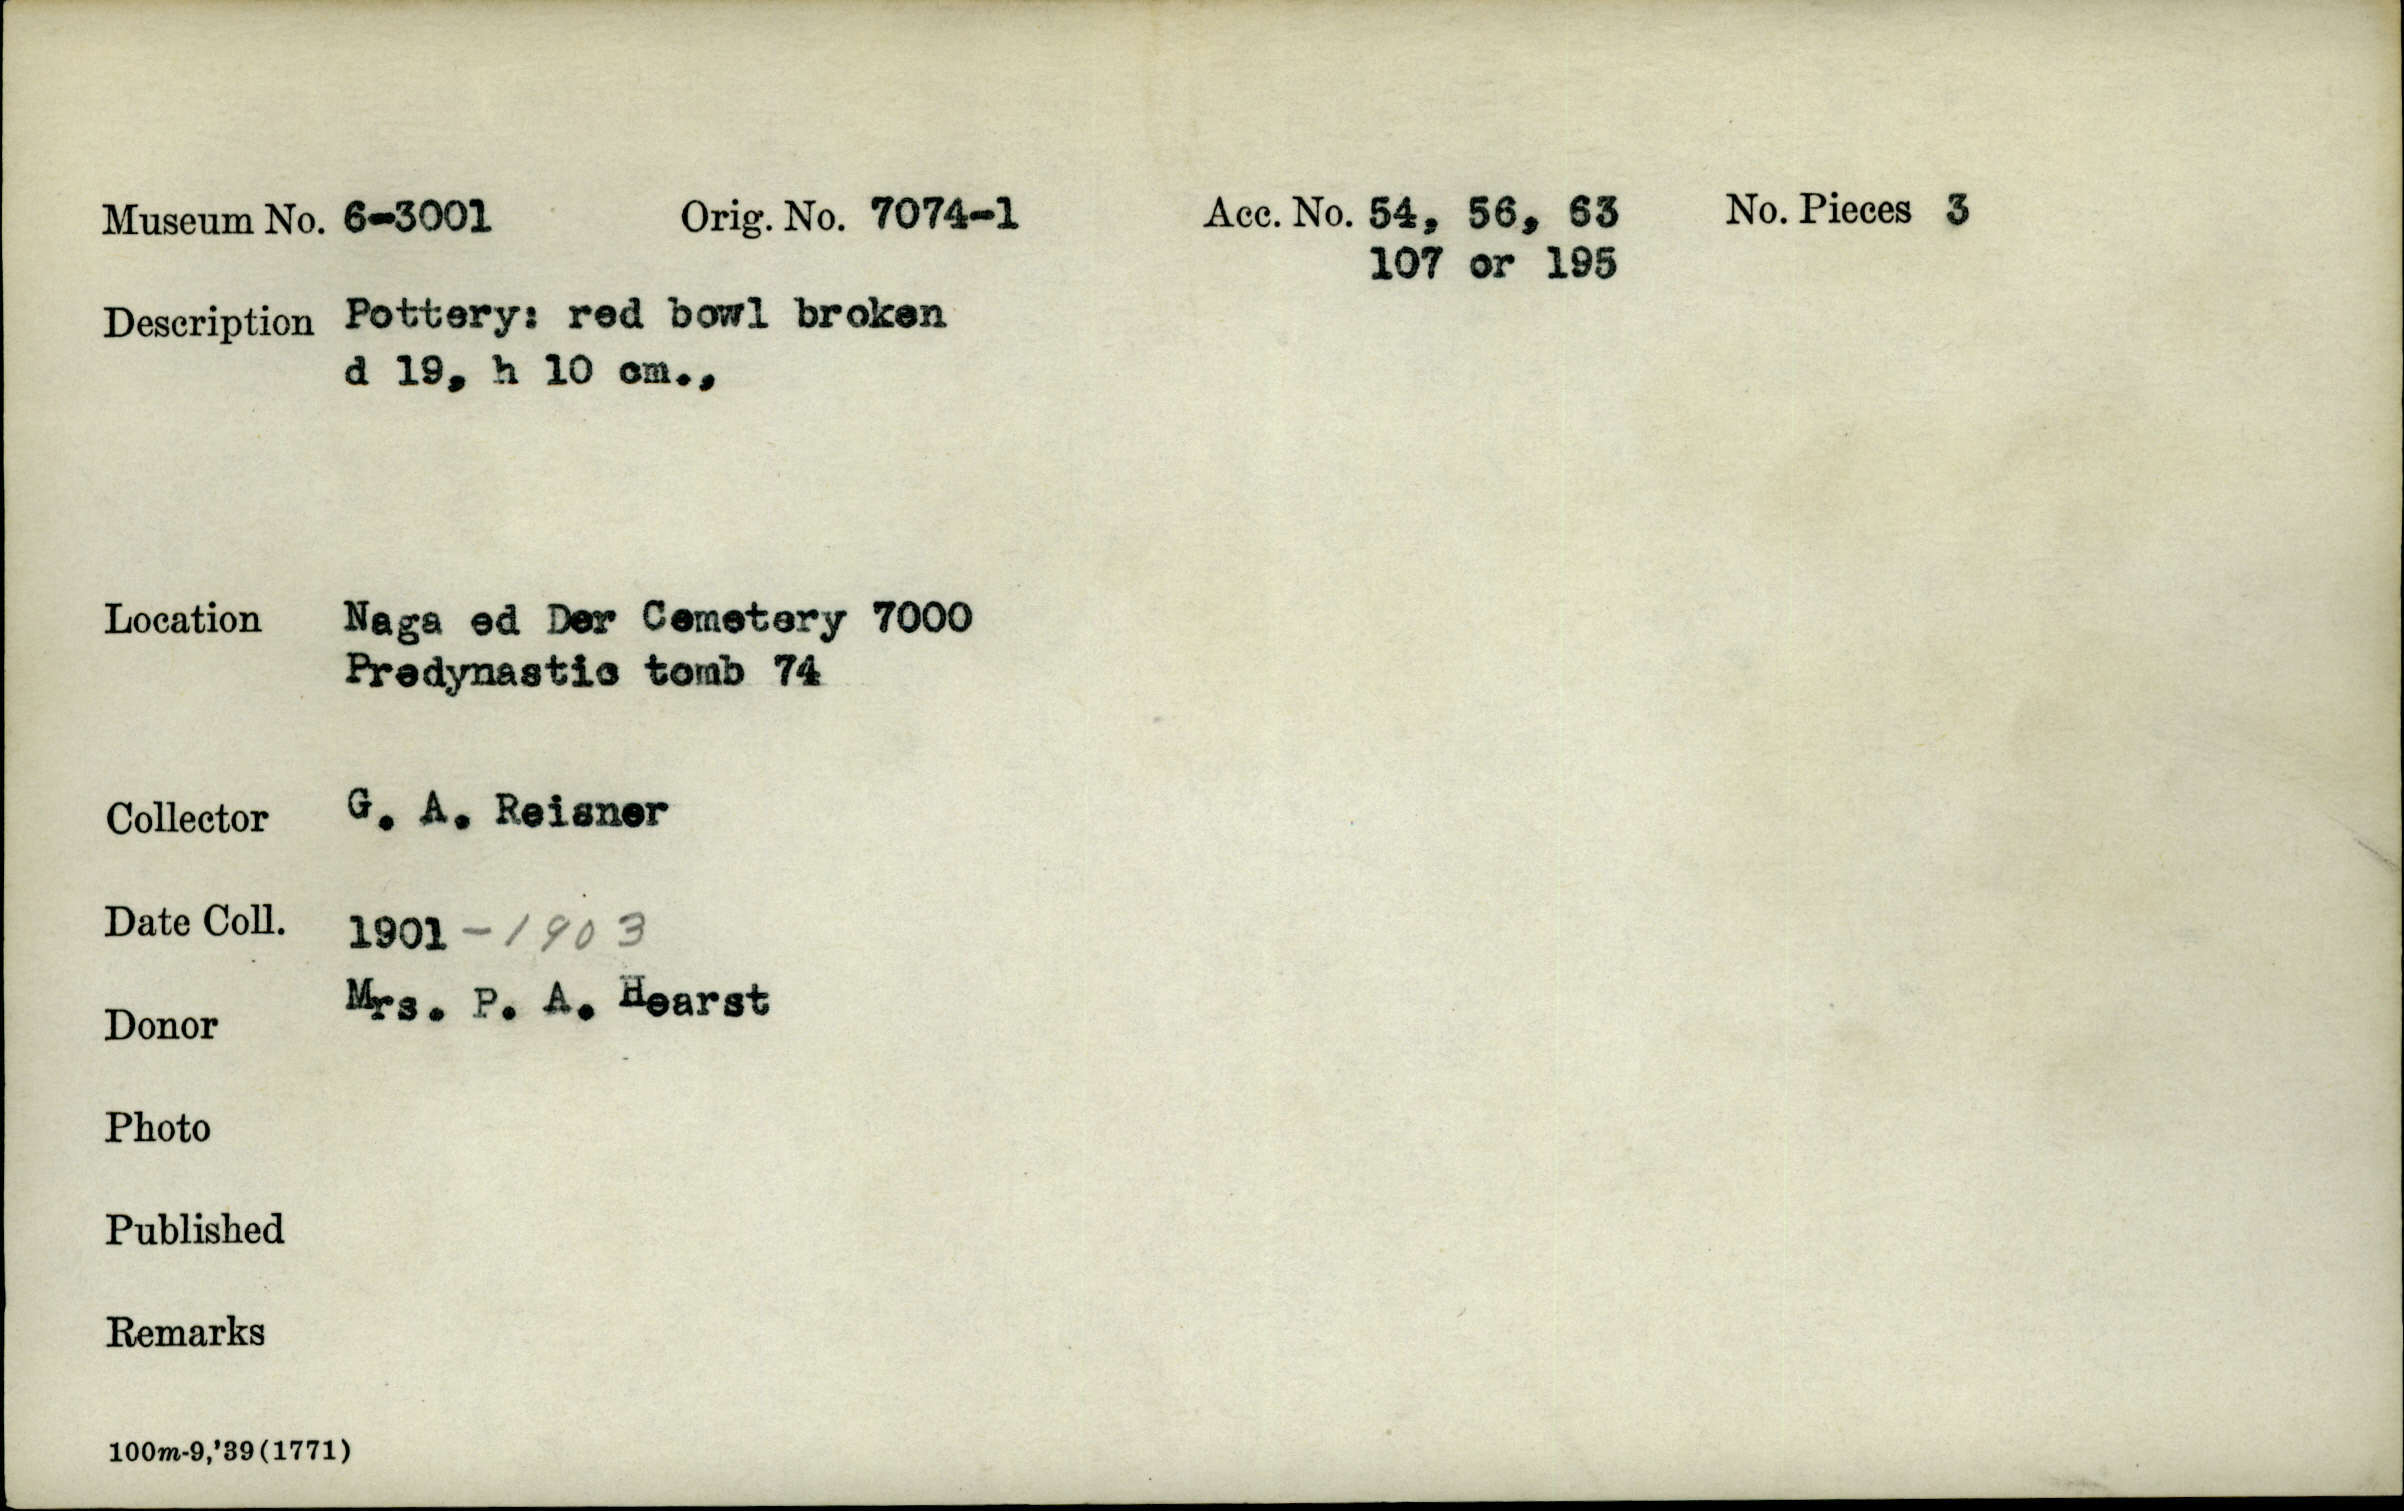 Museum No. 6-3001 Orig. No. 7074-1 Acc. No. 54, 56, 63 No. Pieces 3
107 or 195
Description Pottery: red bowl broken
d 19, h 10 cm.,
Location Naga ed Der Cemetery 7000
Predynastic tomb 74
Collector G. A. Reisner
Date Coll. 1901 - 1903
Donor Mrs. P. A. Hearst
Photo
Published
Remarks
100m-9,'39(1771)